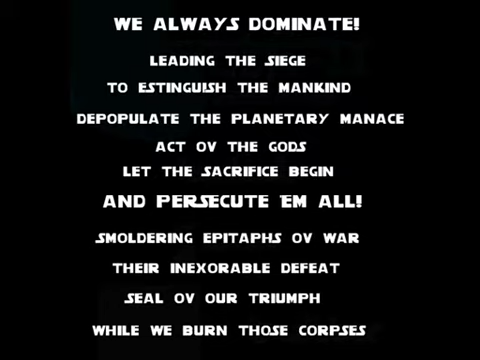 WE ALWAYS DOMINATE!
LEADING THE SIEGE
TO ESTINGUISH THE MANKIND
DEPOPULATE THE PLANETARY MANACE
ACT OV THE GODS
LET THE SACRIFICE BEGIN
AND PERSECUTE 'EM ALL!
SMOLDERING EPITAPHS OV WAR
THEIR INEXORABLE DEFEAT
SEAL OV OUR TRIUMPH
WHILE WE BURN THOSE CORPSES